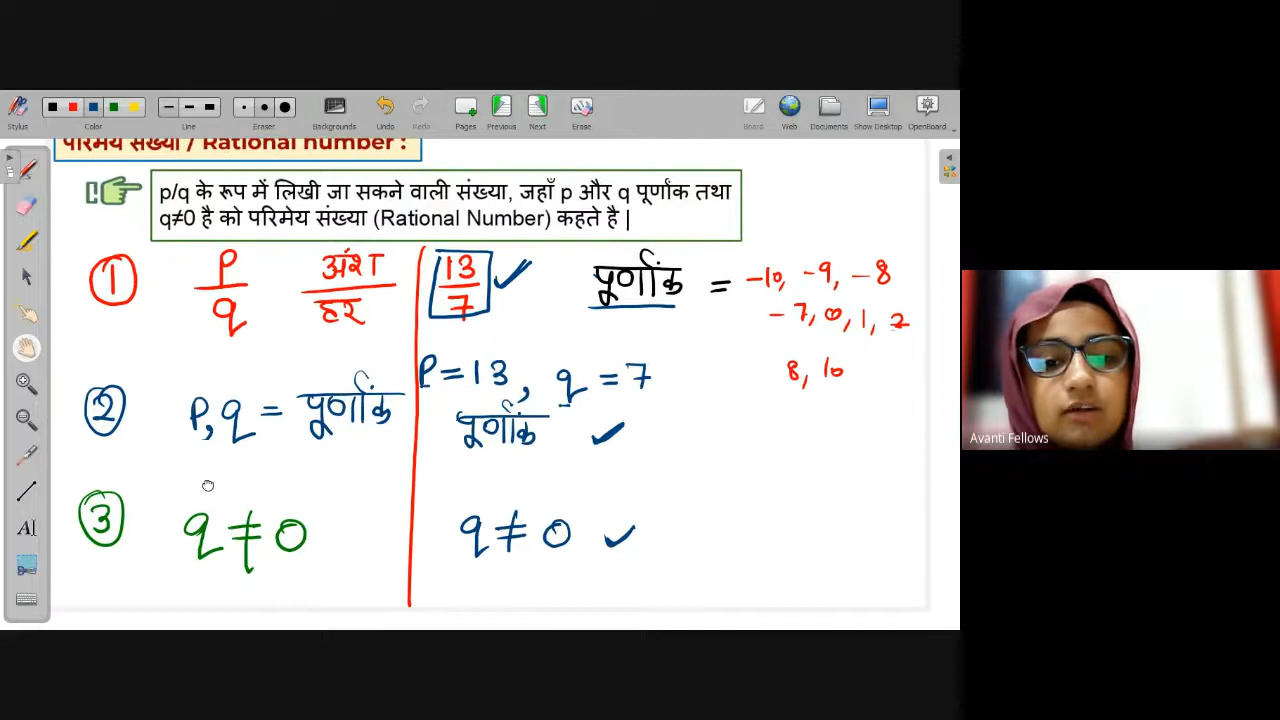 Stylus
Color
Line
Eraser
Backgrounds
Undo
Redo
Pages
Previous
Next
Erase
Board
Web
Documents
Show Desktop
OpenBoard
परिमेय संख्या / Rational number :
p/q के रूप में लिखी जा सकने वाली संख्या, जहाँ p और q पूर्णांक तथा
q≠0 है को परिमेय संख्या (Rational Number) कहते है |
1 P/q अंश/हर 13/7 ✓ पूर्णांक = -10, -9, -8
-7, 0, 1, 2
8, 10
P = 13, q = 7
2 P, q = पूर्णांक पूर्णांक ✓
3 q ≠ 0 q ≠ 0 ✓
Avanti Fellows